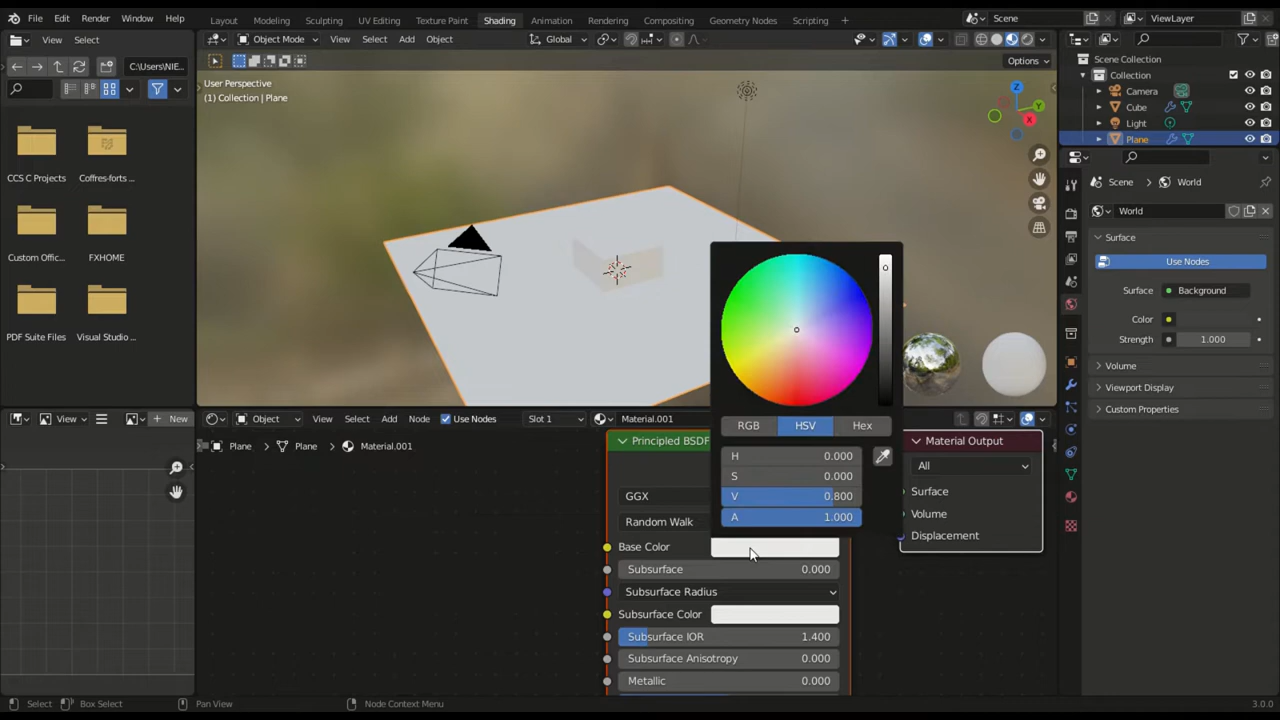 File Edit Render Window Help Layout Modeling Sculpting UV Editing Texture Paint Shading Animation Rendering Compositing Geometry Nodes Scripting + Scene ViewLayer
View Select Object Mode View Select Add Object Global
C:\Users\NIE... Options
User Perspective
(1) Collection | Plane
Z
Y
X
CCS C Projects Coffres-forts ...
Custom Offic... FXHOME
PDF Suite Files Visual Studio ...
Scene Collection
Collection
Camera
Cube
Light
Plane
Scene World
World
Surface
Use Nodes
Surface Background
Color
Strength 1.000
Volume
Viewport Display
Custom Properties
RGB HSV Hex
H 0.000
S 0.000
V 0.800
A 1.000
View New Object View Select Add Node Use Nodes Slot 1 Material.001
Plane Plane Material.001
Principled BSDF
GGX
Random Walk
Base Color
Subsurface 0.000
Subsurface Radius
Subsurface Color
Subsurface IOR 1.400
Subsurface Anisotropy 0.000
Metallic 0.000
Material Output
All
Surface
Volume
Displacement
Select Box Select Pan View Node Context Menu 3.0.0